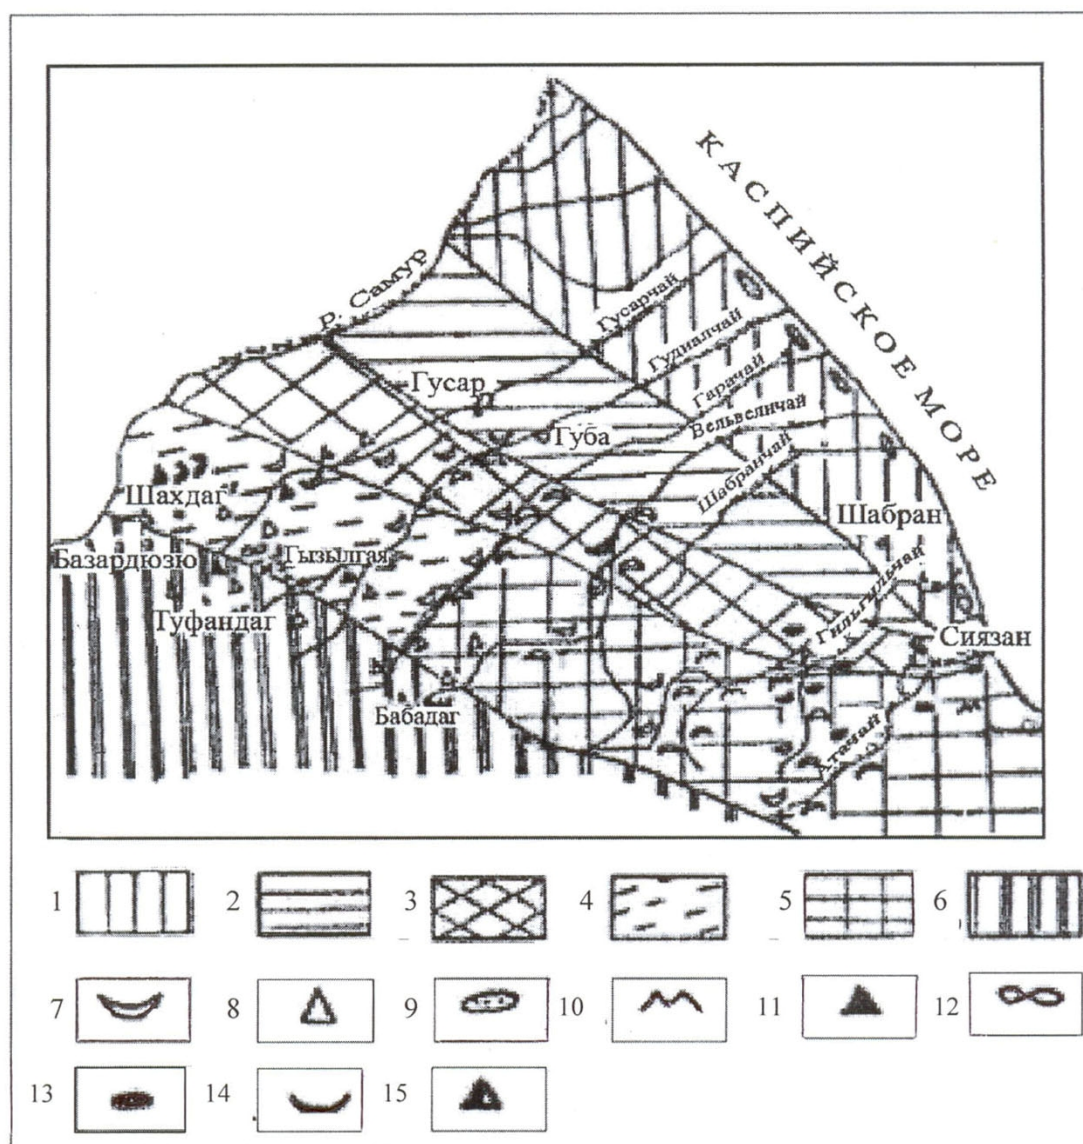 КАСПИЙСКОЕ МОРЕ
р. Самур
Гусарчай
Гудиалчай
Гусар
Гарачай
Губа
Вельвеличай
Шабранчай
Шахдаг
Шабран
Базардюзю
Гызылгая
Туфандаг
Гильгильчай
Сиязан
Бабадаг
Атачай
1 2 3 4 5 6
7 8 9 10 11 12
13 14 15